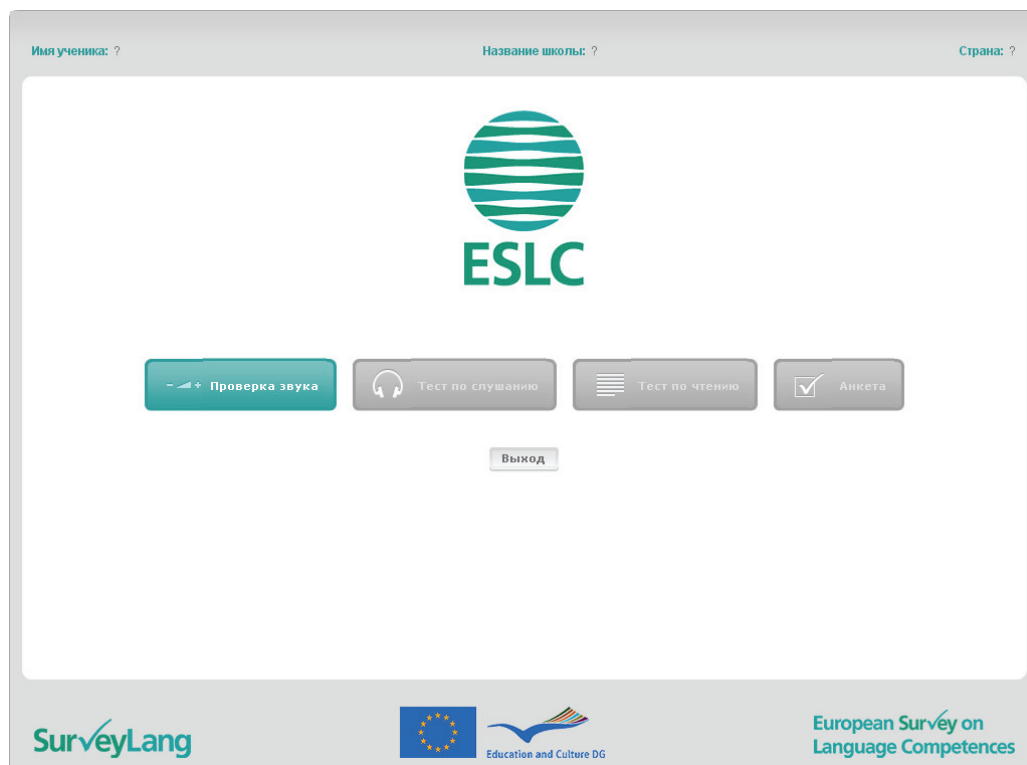 Имя ученика: ?
Название школы: ?
Страна: ?
ESLC
- + Проверка звука
Тест по слушанию
Тест по чтению
Анкета
Выход
SurveyLang
Education and Culture DG
European Survey on
Language Competences